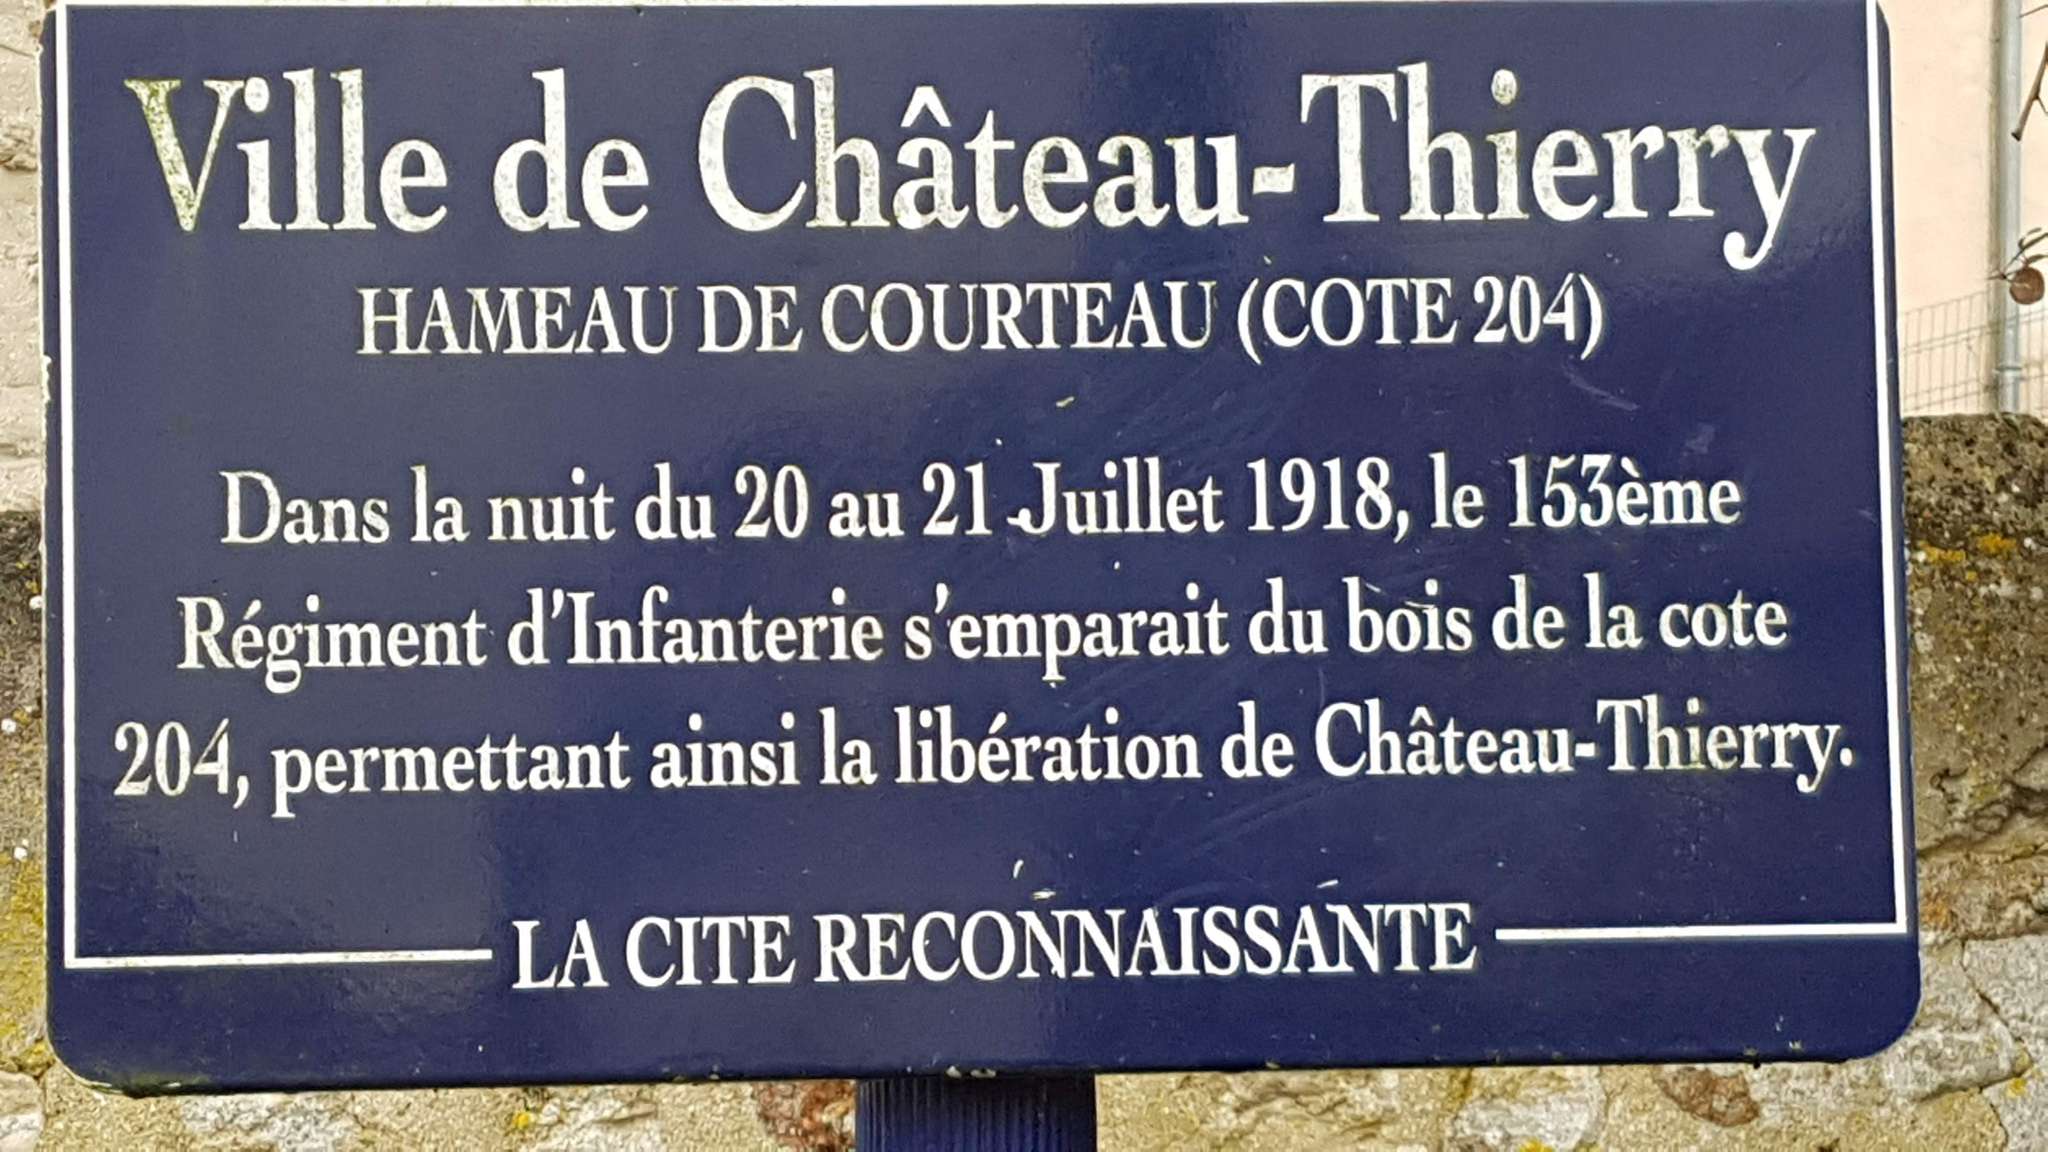 Ville de Château-Thierry
HAMEAU DE COURTEAU (COTE 204)
Dans la nuit du 20 au 21 Juillet 1918, le 153ème
Régiment d'Infanterie s'emparait du bois de la cote
204, permettant ainsi la libération de Château-Thierry.
LA CITE RECONNAISSANTE